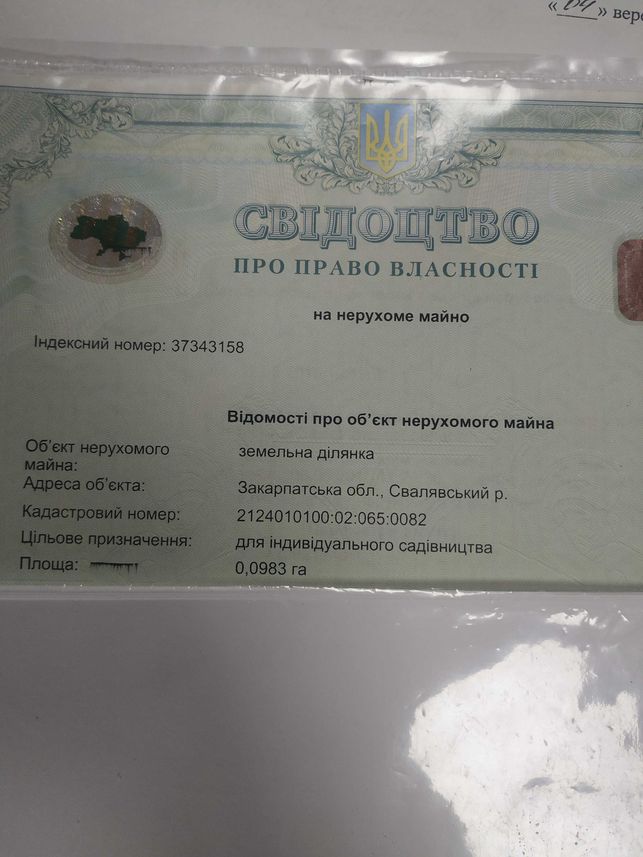 СВІДОЦТВО
ПРО ПРАВО ВЛАСНОСТІ
на нерухоме майно
Індексний номер: 37343158
Відомості про об'єкт нерухомого майна
Об'єкт нерухомого майна: земельна ділянка
Адреса об'єкта: Закарпатська обл., Свалявський р.
Кадастровий номер: 2124010100:02:065:0082
Цільове призначення: для індивідуального садівництва
Площа: 0,0983 га